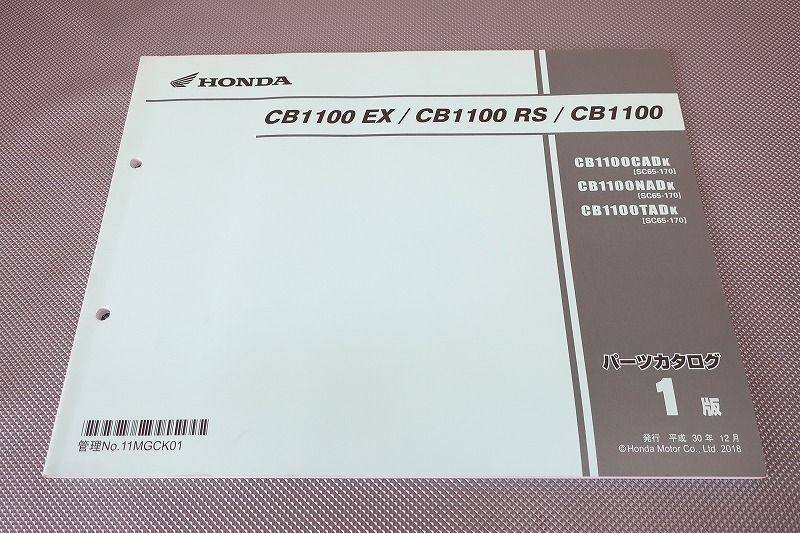 HONDA
CB1100 EX / CB1100 RS / CB1100
CB1100CADK
[SC65-170]
CB1100NADK
[SC65-170]
CB1100TADK
[SC65-170]
パーツカタログ
1 版
発行 平成 30 年 12 月
©Honda Motor Co., Ltd. 2018
管理No.11MGCK01